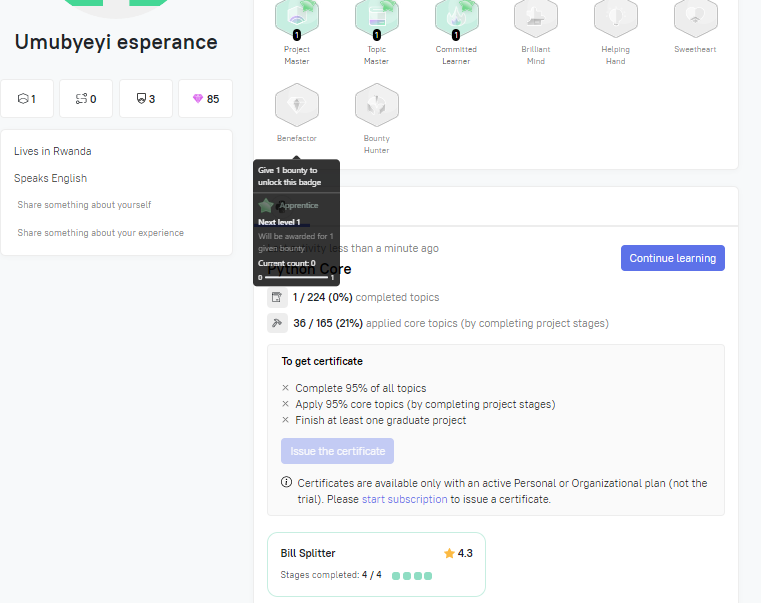 Umubyeyi esperance
1
0
3
85
Lives in Rwanda
Speaks English
Share something about yourself
Share something about your experience
1
1
1
Project
Master
Topic
Master
Committed
Learner
Brilliant
Mind
Helping
Hand
Sweetheart
Benefactor
Bounty
Hunter
Give 1 bounty to
unlock this badge
Apprentice
Next level 1
Will be awarded for 1
given bounty
Current count: 0
0 1
less than a minute ago
Python Core
Continue learning
1 / 224 (0%) completed topics
36 / 165 (21%) applied core topics (by completing project stages)
To get certificate
Complete 95% of all topics
Apply 95% core topics (by completing project stages)
Finish at least one graduate project
Issue the certificate
Certificates are available only with an active Personal or Organizational plan (not the
trial). Please start subscription to issue a certificate.
Bill Splitter
4.3
Stages completed: 4 / 4